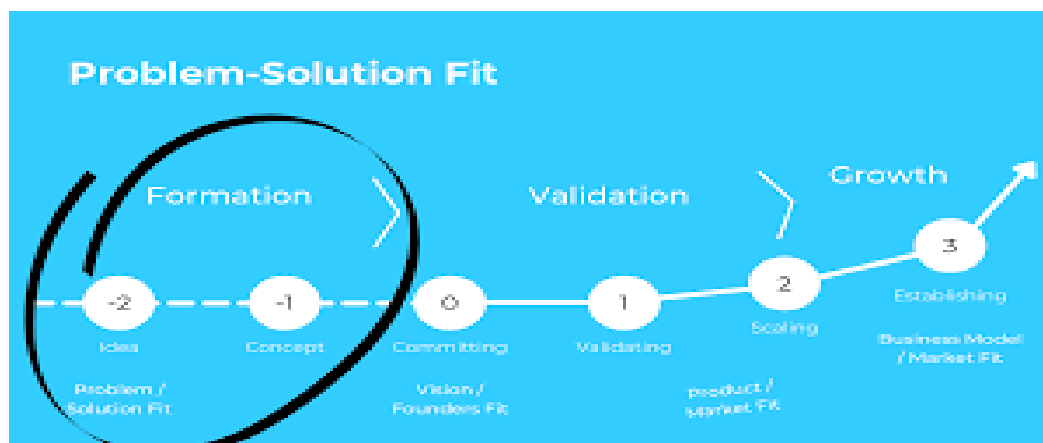 Problem-Solution Fit
Formation
Validation
Growth
-2
-1
0
1
2
3
Idea
Concept
Committing
Validating
Scaling
Establishing
Problem /
Solution Fit
Vision /
Founders Fit
Product /
Market Fit
Business Model
/ Market Fit